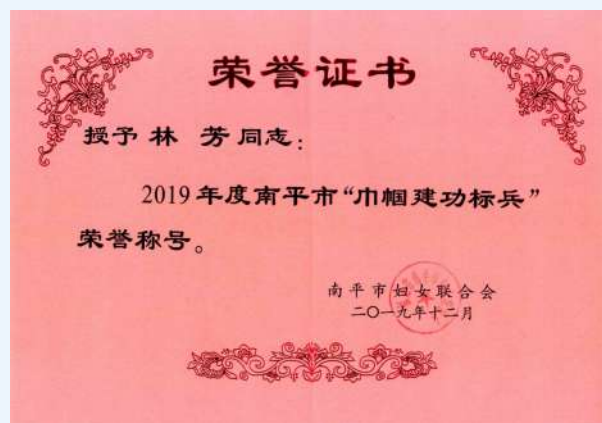 荣誉证书
授予 林 芳 同志：
2019年度南平市“巾帼建功标兵”
荣誉称号。
南平市妇女联合会
二〇一九年十二月